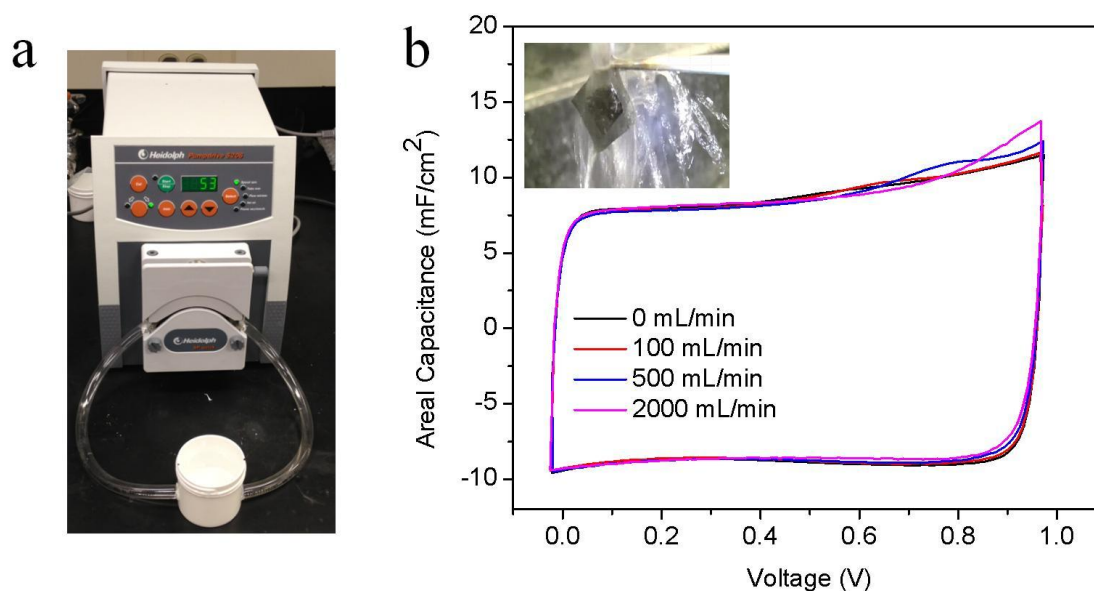 a
b
Heidolph
53
Heidolph
Areal Capacitance (mF/cm²)
20
15
10
5
0
-5
-10
0 mL/min
100 mL/min
500 mL/min
2000 mL/min
0.0 0.2 0.4 0.6 0.8 1.0
Voltage (V)